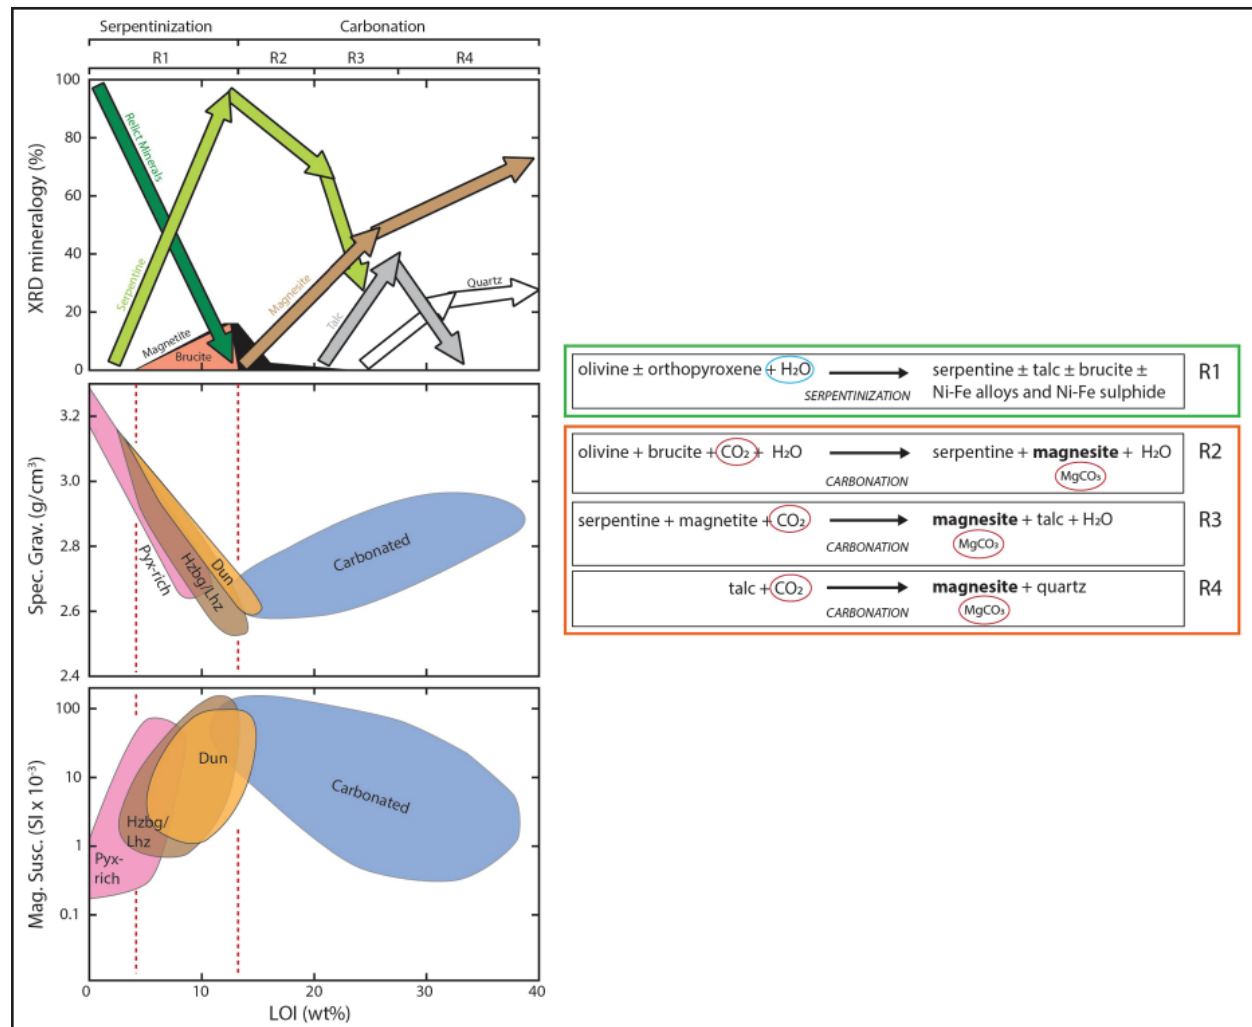 Serpentinization Carbonation
R1 R2 R3 R4
XRD mineralogy (%)
100
80
60
40
20
0
Relict Minerals
Serpentine
Magnetite
Brucite
Magnesite
Talc
Quartz
Spec. Grav. (g/cm³)
3.2
3.0
2.8
2.6
2.4
Pyx-rich
Hzbg/Lhz
Dun
Carbonated
Mag. Susc. (SI x 10⁻³)
100
10
1
0.1
Pyx-
rich
Hzbg/
Lhz
Dun
Carbonated
0 10 20 30 40
LOI (wt%)
olivine ± orthopyroxene + H₂O serpentine ± talc ± brucite ± R1
SERPENTINIZATION Ni-Fe alloys and Ni-Fe sulphide
olivine + brucite + CO₂ + H₂O serpentine + magnesite + H₂O R2
CARBONATION MgCO₃
serpentine + magnetite + CO₂ magnesite + talc + H₂O R3
CARBONATION MgCO₃
talc + CO₂ magnesite + quartz R4
CARBONATION MgCO₃